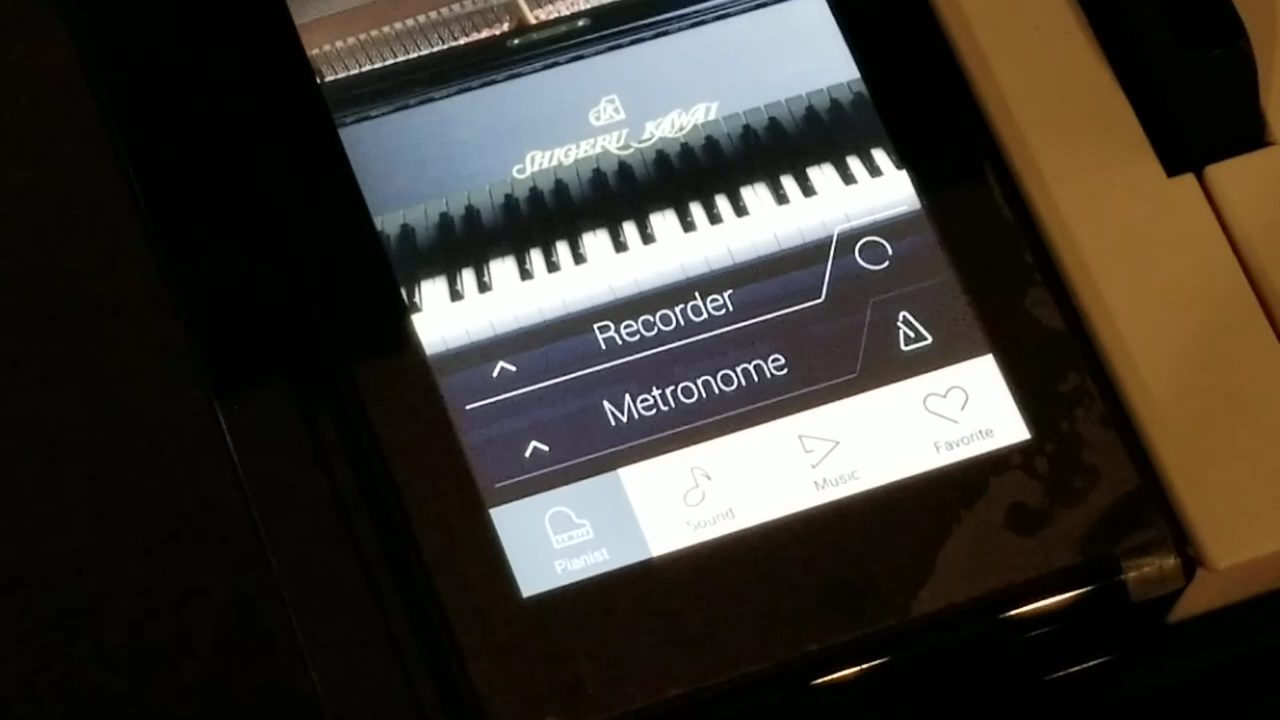 SHIGERU KAWAI
Recorder
Metronome
Pianist
Sound
Music
Favorite